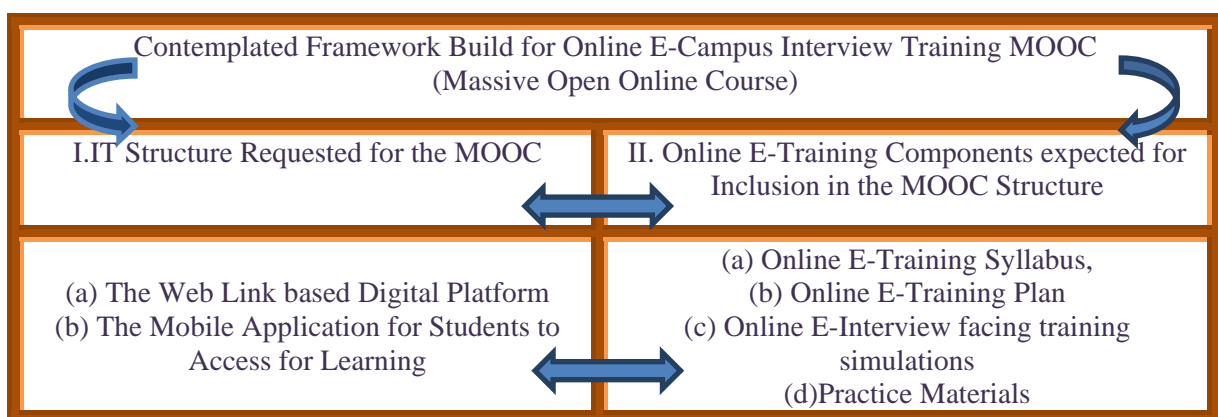 Contemplated Framework Build for Online E-Campus Interview Training MOOC
(Massive Open Online Course)
I.IT Structure Requested for the MOOC
II. Online E-Training Components expected for
Inclusion in the MOOC Structure
(a) The Web Link based Digital Platform
(b) The Mobile Application for Students to
Access for Learning
(a) Online E-Training Syllabus,
(b) Online E-Training Plan
(c) Online E-Interview facing training
simulations
(d)Practice Materials